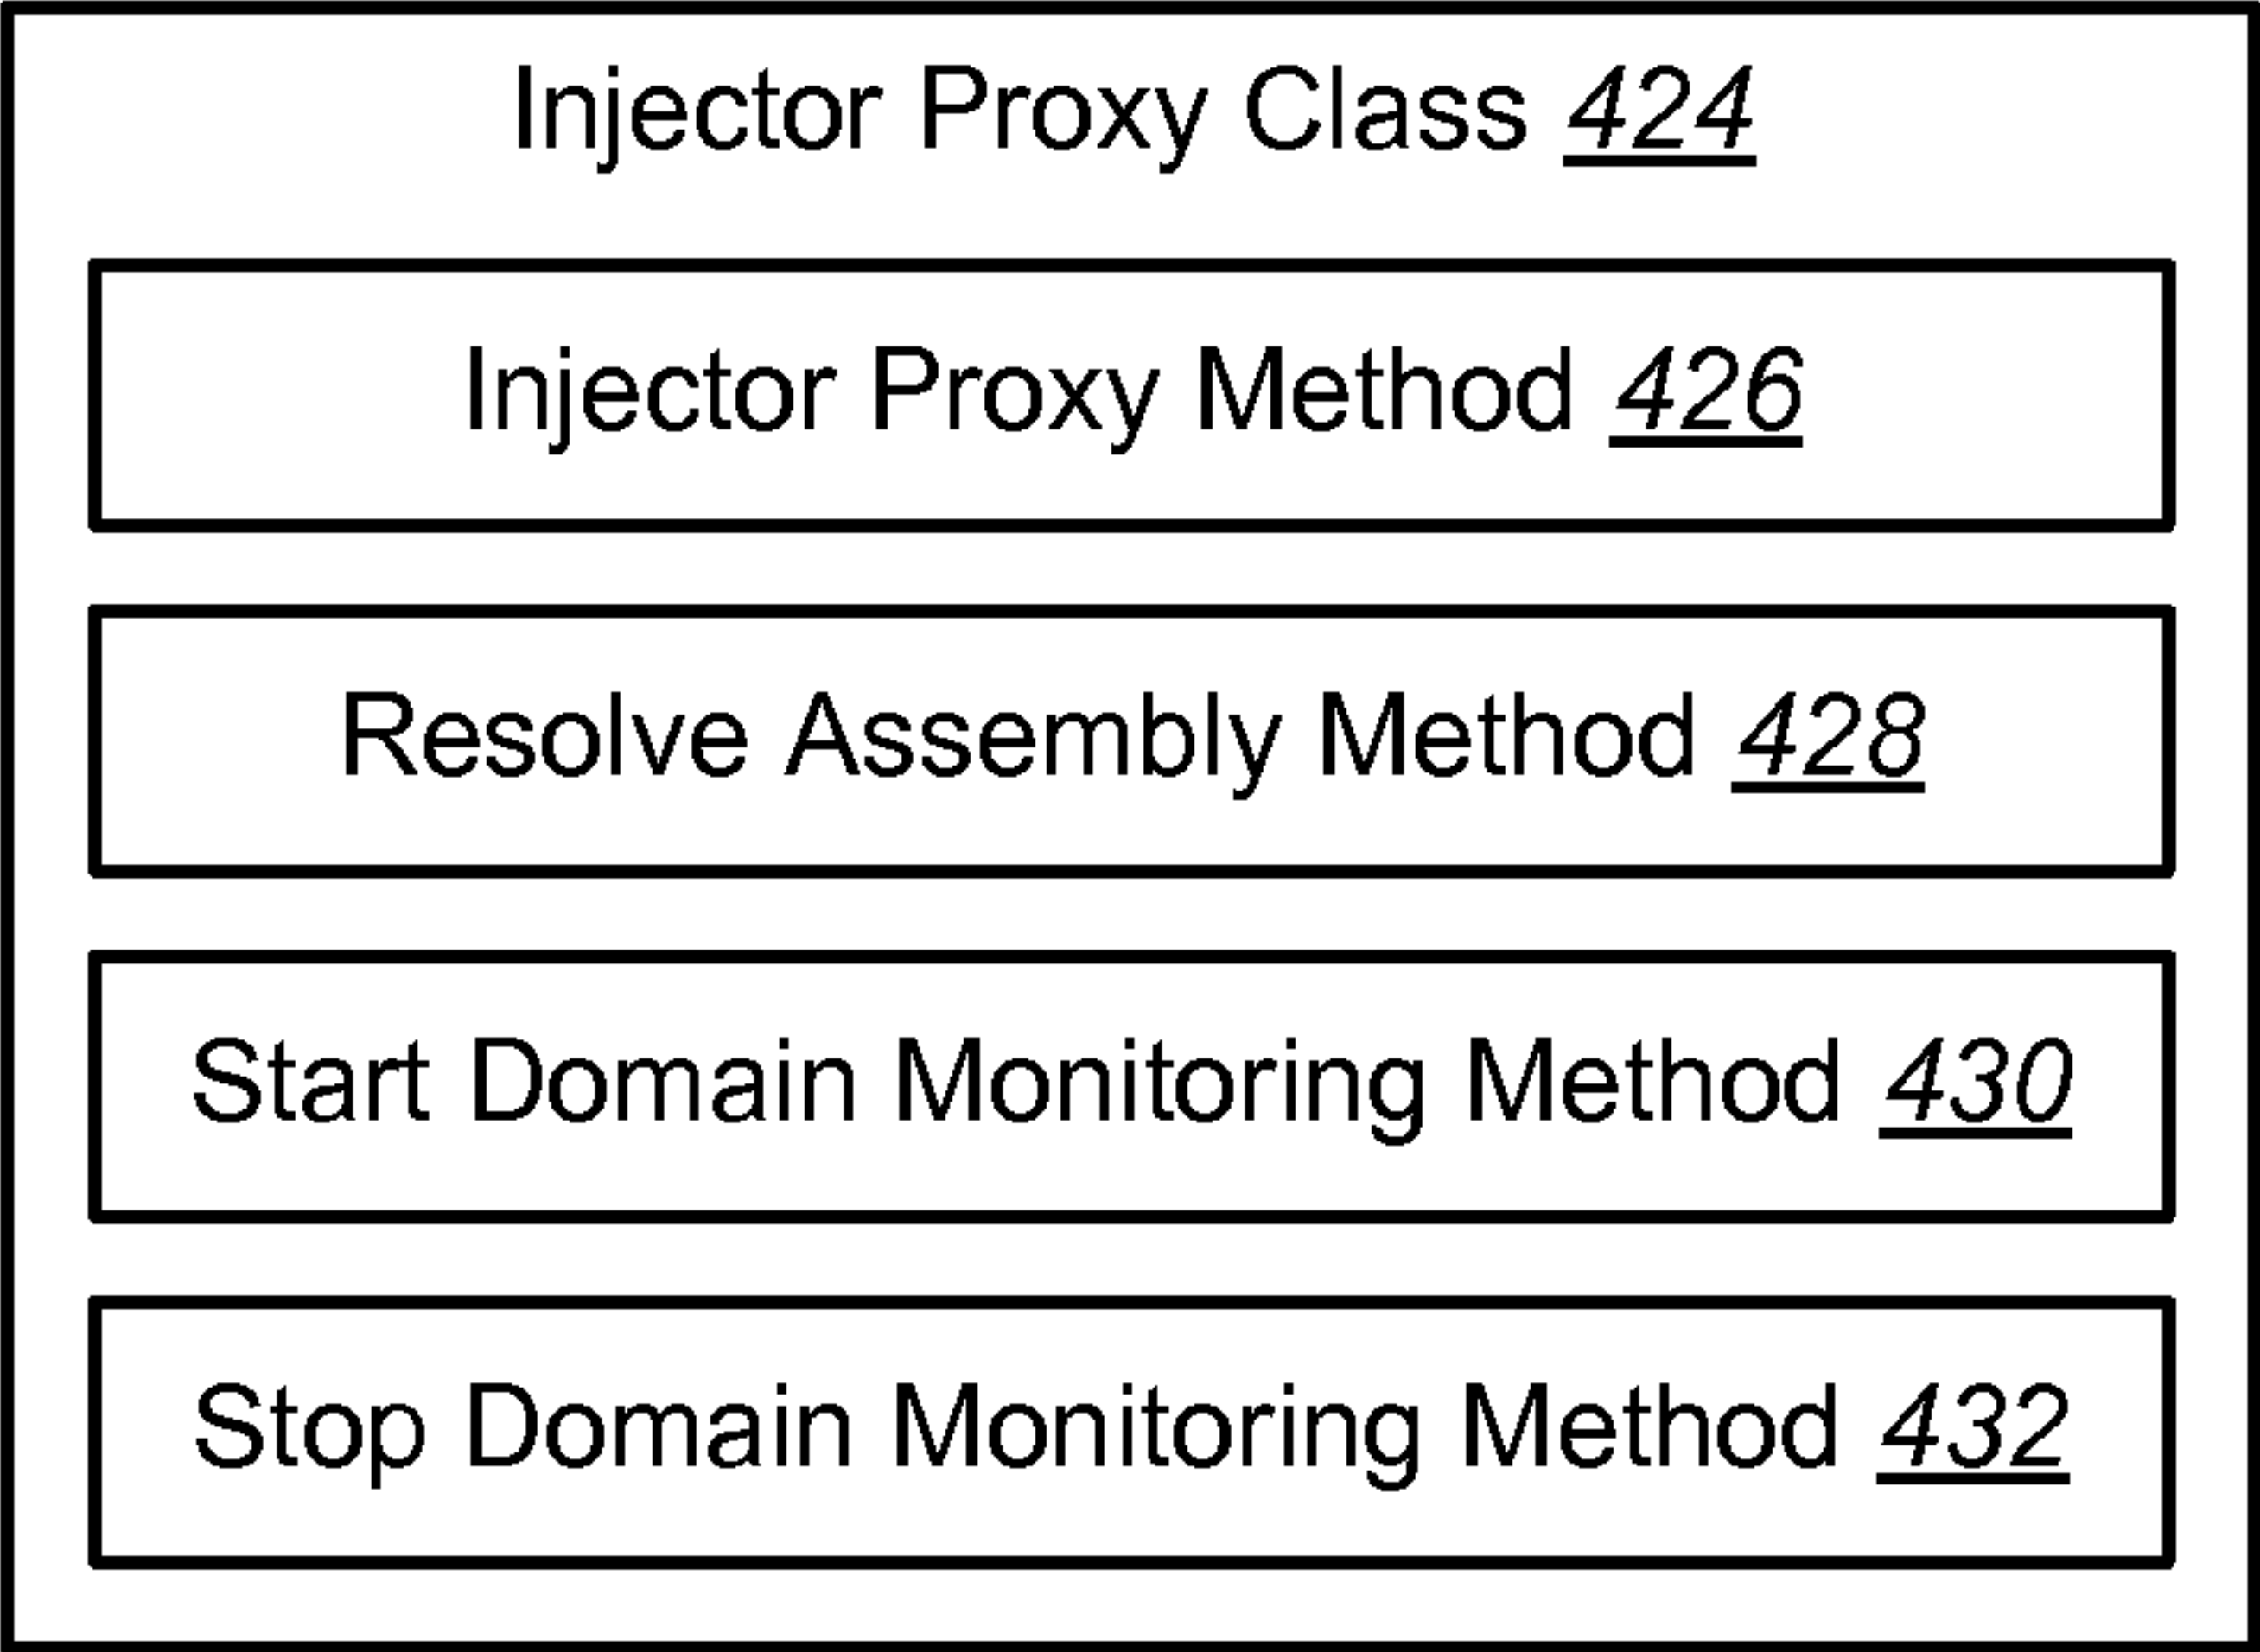 Injector Proxy Class 424
Injector Proxy Method 426
Resolve Assembly Method 428
Start Domain Monitoring Method 430
Stop Domain Monitoring Method 432